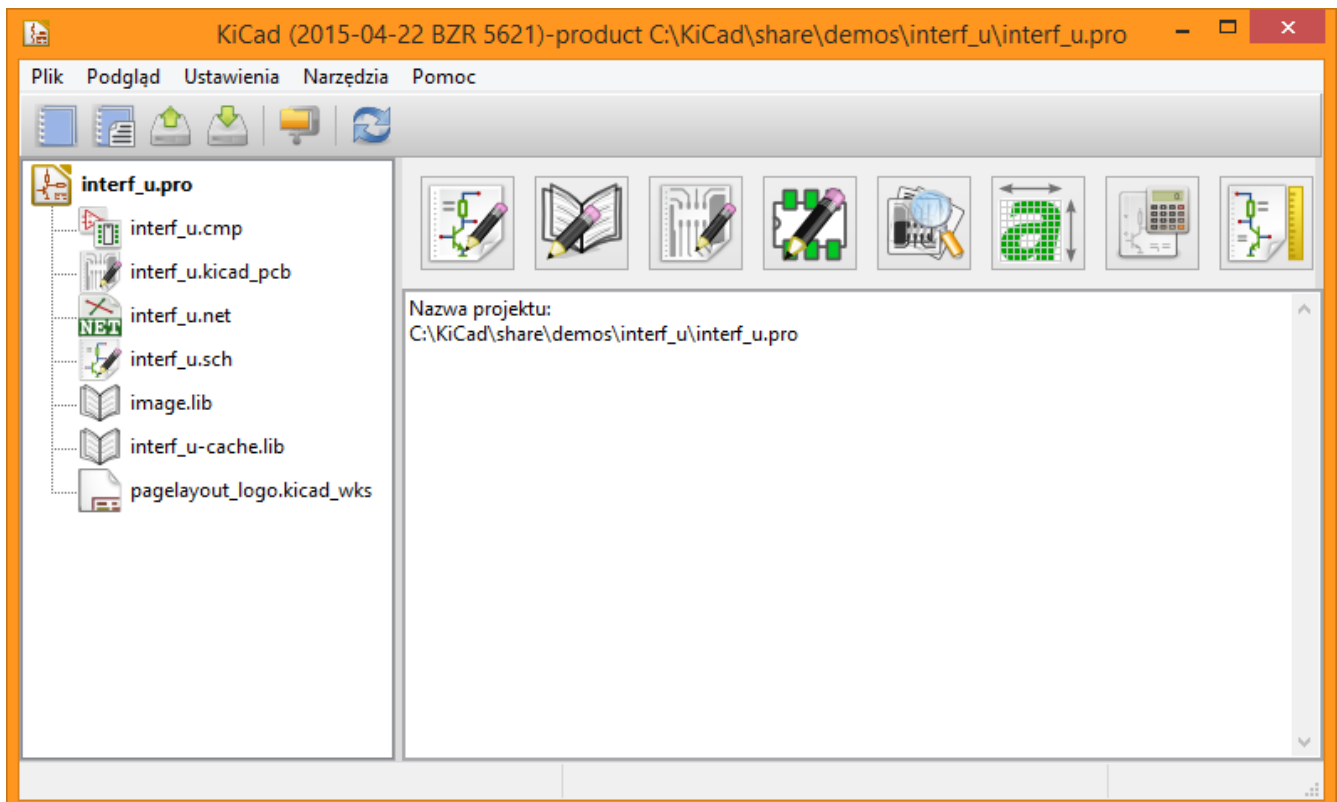 KiCad (2015-04-22 BZR 5621)-product C:\KiCad\share\demos\interf_u\interf_u.pro
Plik Podgląd Ustawienia Narzędzia Pomoc
interf_u.pro
interf_u.cmp
interf_u.kicad_pcb
NET interf_u.net
interf_u.sch
image.lib
interf_u-cache.lib
pagelayout_logo.kicad_wks
a
Nazwa projektu:
C:\KiCad\share\demos\interf_u\interf_u.pro